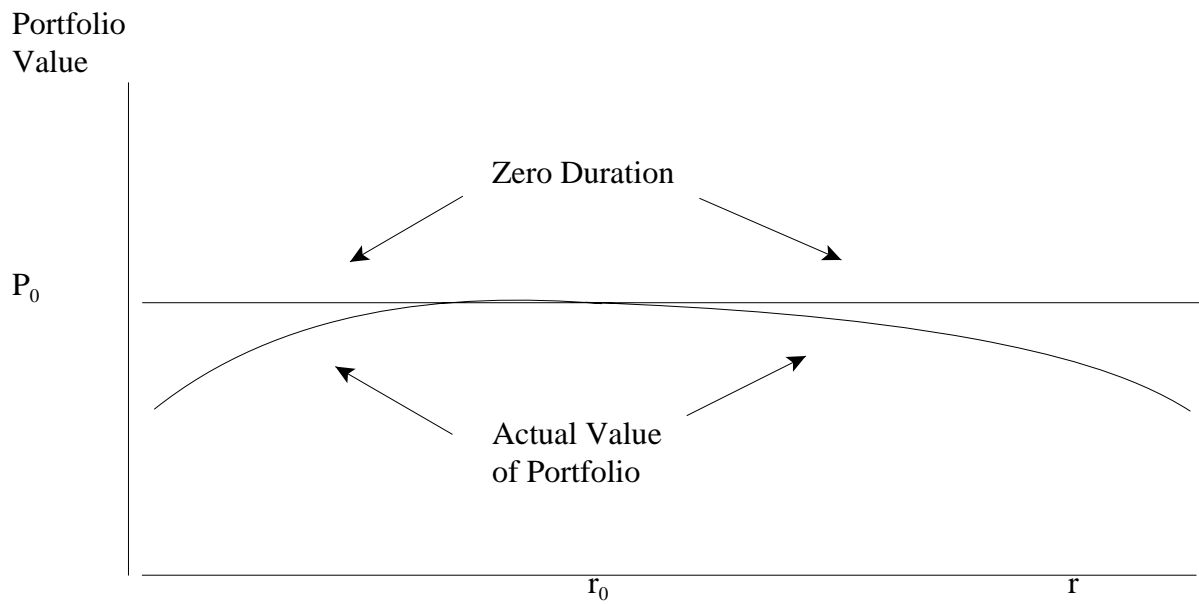 Portfolio
Value
Zero Duration
P₀
Actual Value
of Portfolio
r₀
r